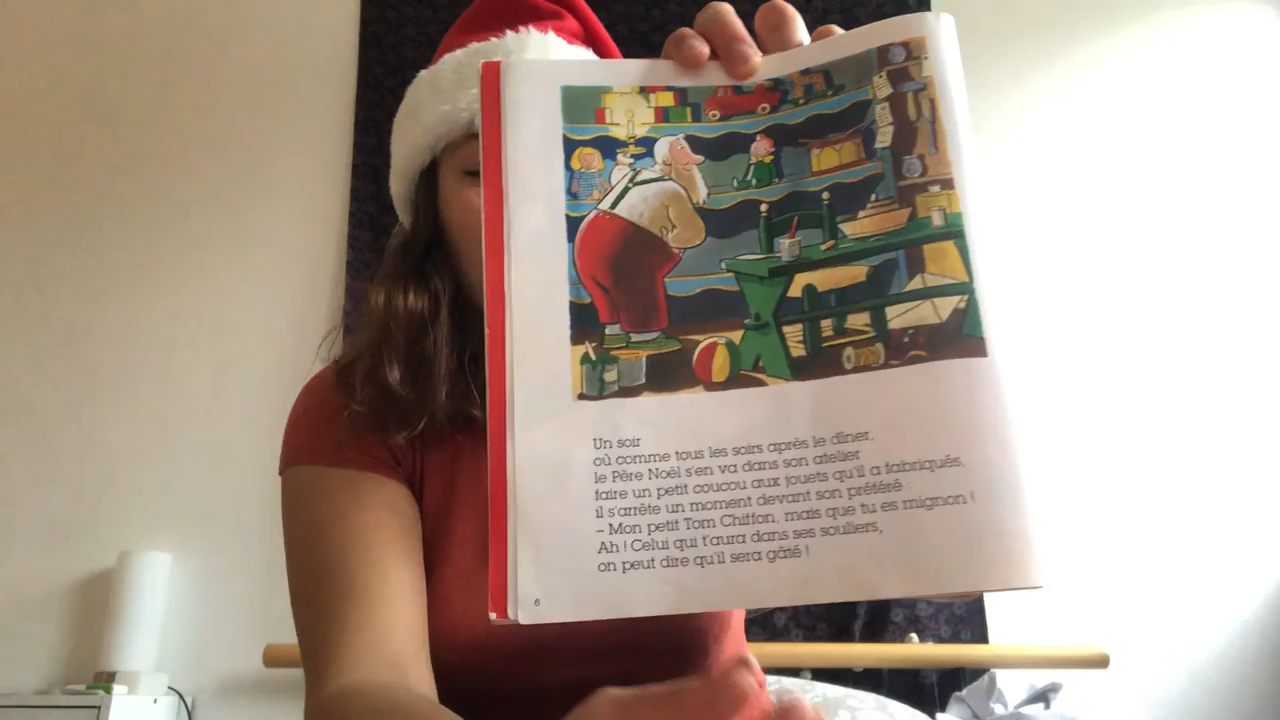 Un soir
où comme tous les soirs après le dîner,
le Père Noël s'en va dans son atelier
faire un petit coucou aux jouets qu'il a fabriqués,
il s'arrête un moment devant son préféré :
– Mon petit Tom Chiffon, mais que tu es mignon !
Ah ! Celui qui t'aura dans ses souliers,
on peut dire qu'il sera gâté !
6